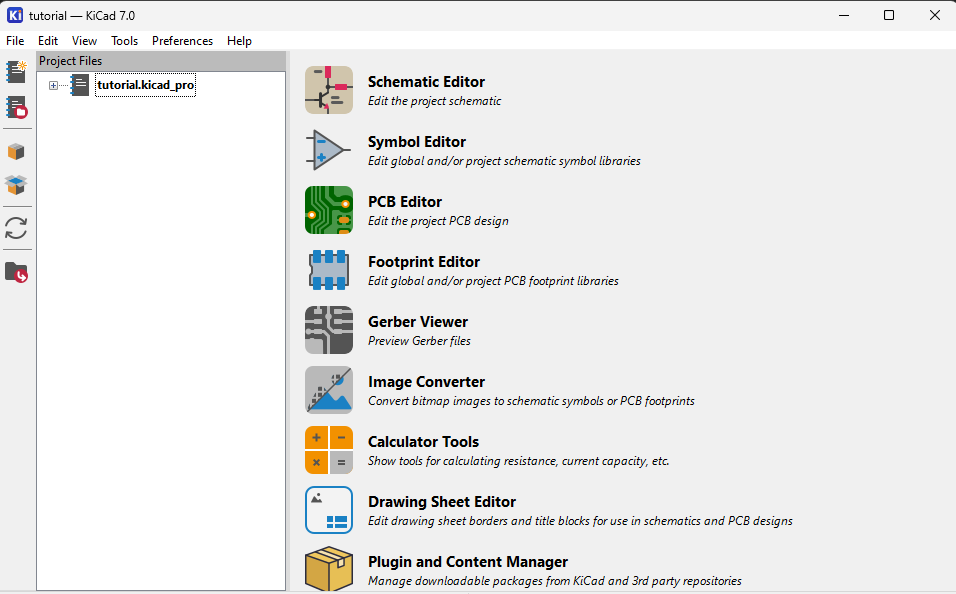 tutorial — KiCad 7.0
File Edit View Tools Preferences Help
Project Files
tutorial.kicad_pro
Schematic Editor
Edit the project schematic
Symbol Editor
Edit global and/or project schematic symbol libraries
PCB Editor
Edit the project PCB design
Footprint Editor
Edit global and/or project PCB footprint libraries
Gerber Viewer
Preview Gerber files
Image Converter
Convert bitmap images to schematic symbols or PCB footprints
Calculator Tools
Show tools for calculating resistance, current capacity, etc.
Drawing Sheet Editor
Edit drawing sheet borders and title blocks for use in schematics and PCB designs
Plugin and Content Manager
Manage downloadable packages from KiCad and 3rd party repositories